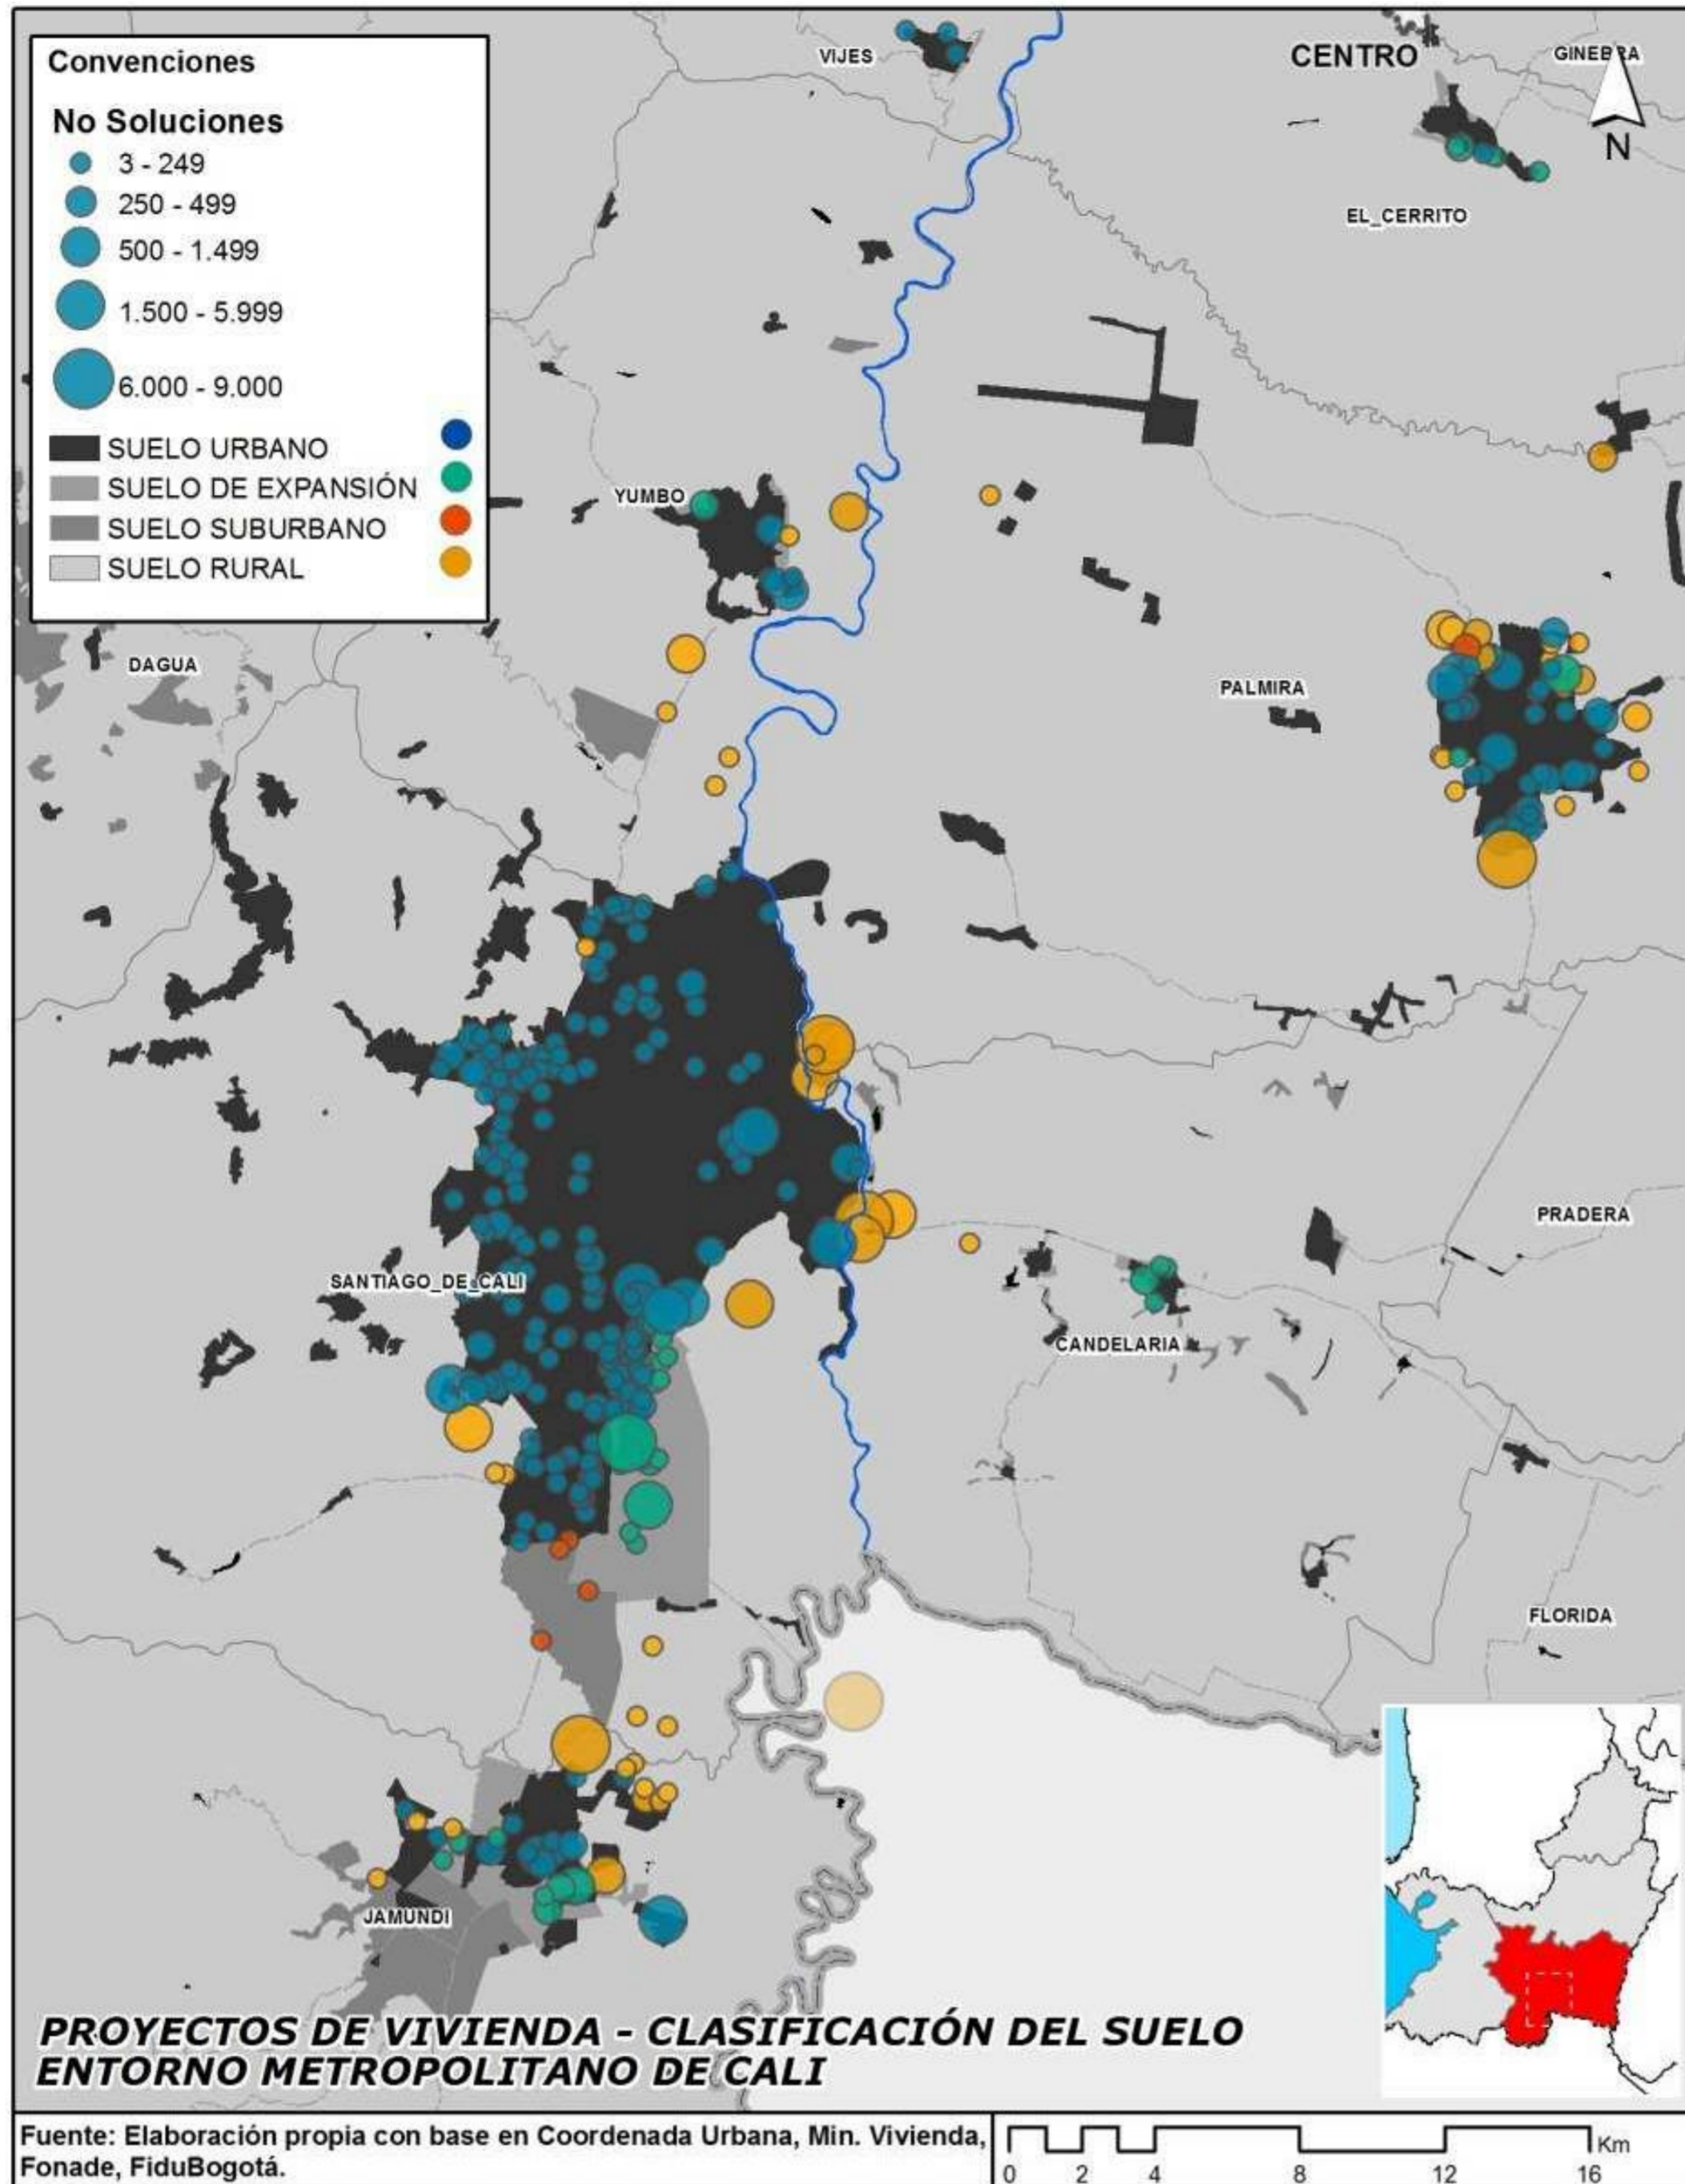 Convenciones
No Soluciones
3 - 249
250 - 499
500 - 1.499
1.500 - 5.999
6.000 - 9.000
SUELO URBANO
SUELO DE EXPANSIÓN
SUELO SUBURBANO
SUELO RURAL
VIJES
CENTRO
GINEBRA
N
EL_CERRITO
YUMBO
DAGUA
PALMIRA
PRADERA
SANTIAGO_DE_CALI
CANDELARIA
FLORIDA
JAMUNDI
PROYECTOS DE VIVIENDA - CLASIFICACIÓN DEL SUELO
ENTORNO METROPOLITANO DE CALI
Fuente: Elaboración propia con base en Coordenada Urbana, Min. Vivienda,
Fonade, FiduBogotá.
Km
0 2 4 8 12 16